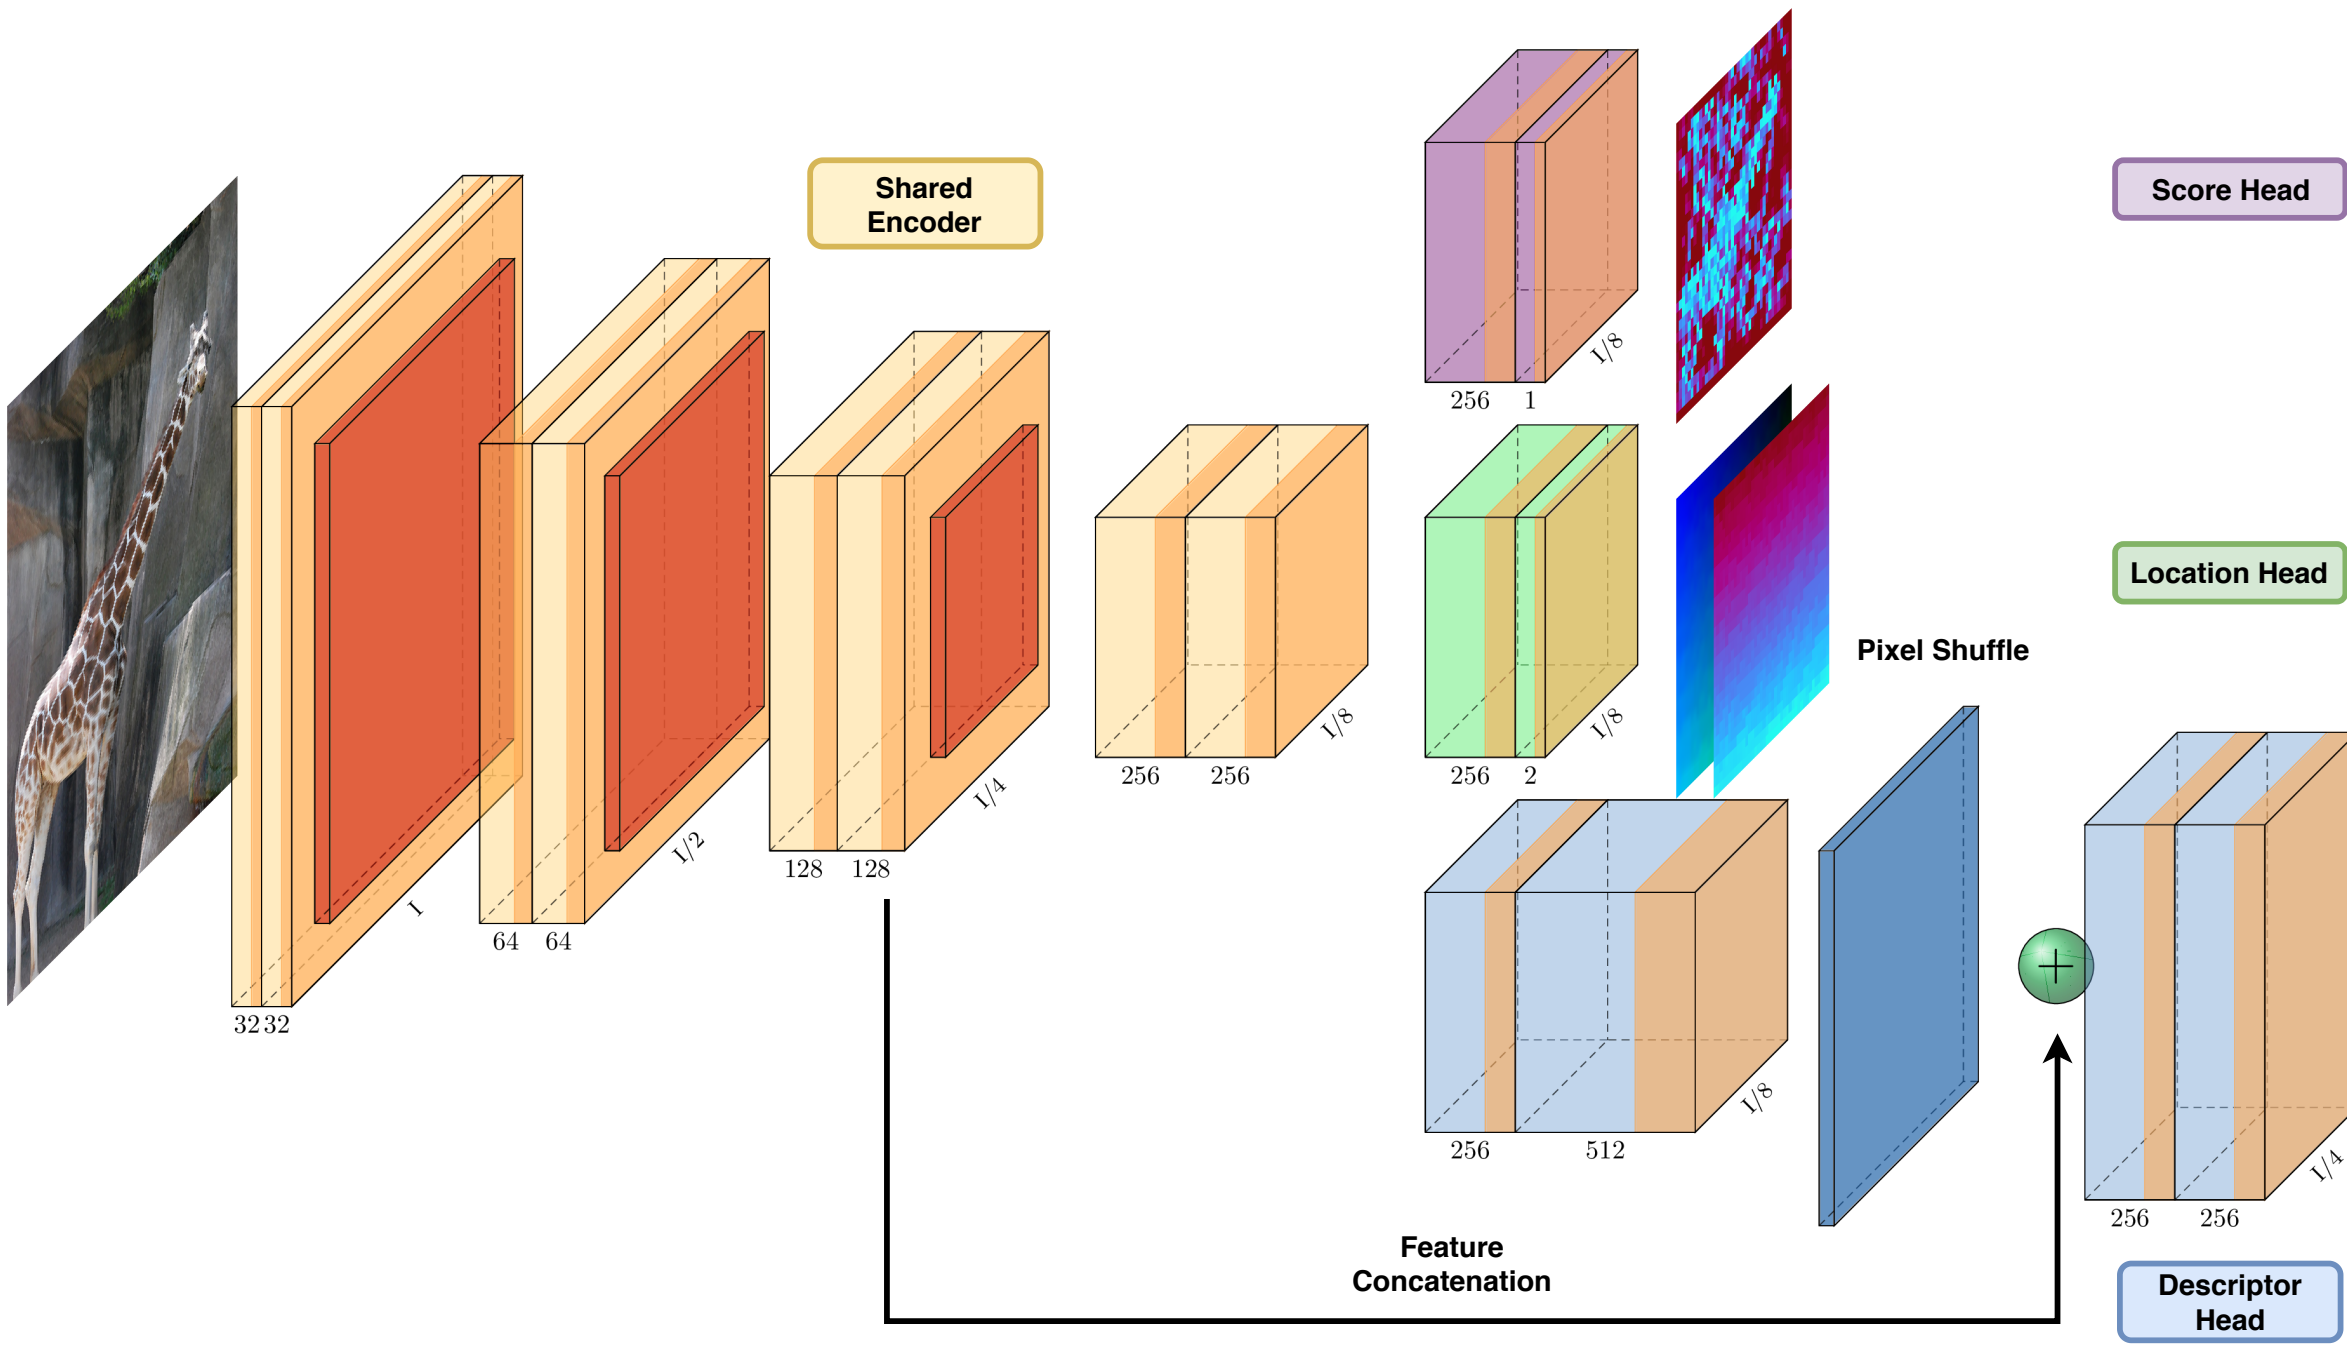 Shared
Encoder
Score Head
Location Head
Pixel Shuffle
Feature
Concatenation
Descriptor
Head
32 32
I
64 64
I/2
128 128
I/4
256 256
I/8
256 1
I/8
256 2
I/8
256 512
I/8
256 256
I/4